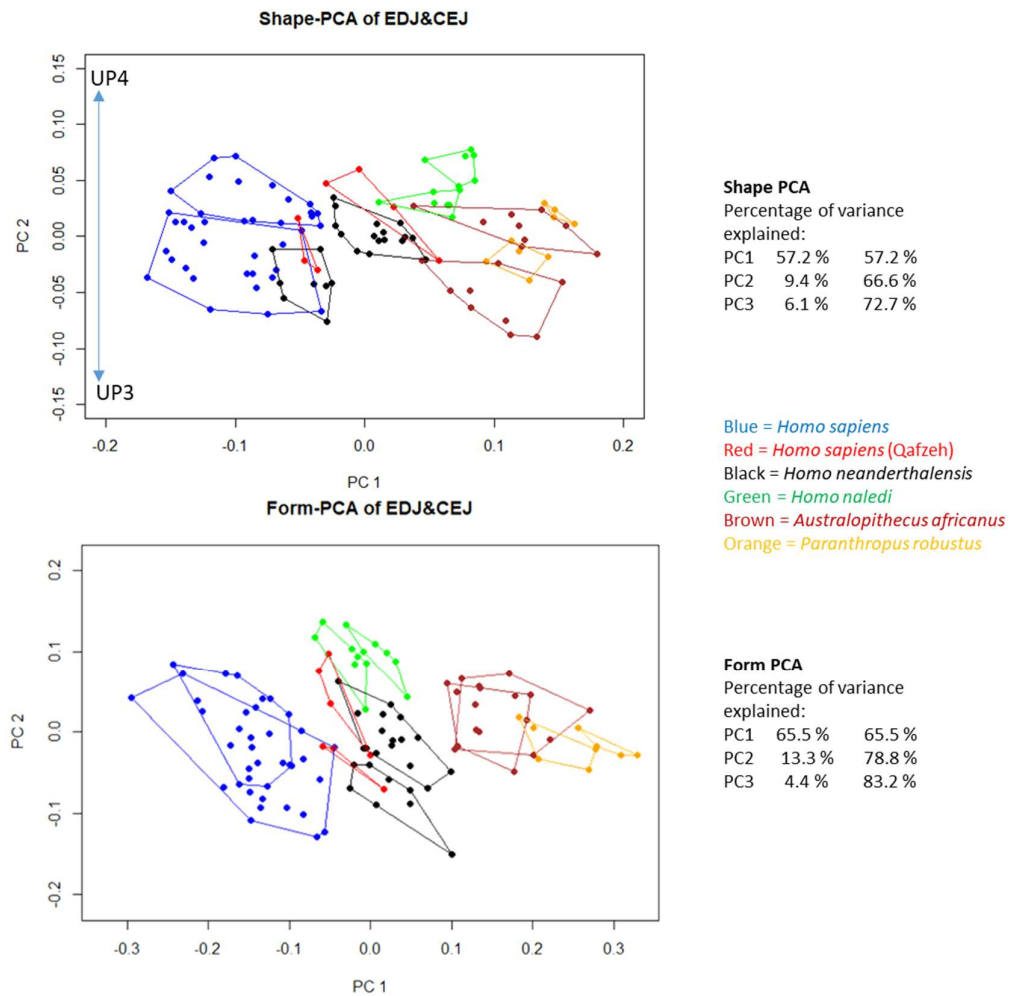 Shape-PCA of EDJ&CEJ
0.15
0.10
0.05
0.00
-0.05
-0.10
-0.15
PC 2
UP4
UP3
-0.2
-0.1
0.0
0.1
0.2
PC 1
Shape PCA
Percentage of variance
explained:
PC1 57.2 % 57.2 %
PC2 9.4 % 66.6 %
PC3 6.1 % 72.7 %
Blue = Homo sapiens
Red = Homo sapiens (Qafzeh)
Black = Homo neanderthalensis
Green = Homo naledi
Brown = Australopithecus africanus
Orange = Paranthropus robustus
Form-PCA of EDJ&CEJ
0.2
0.1
0.0
-0.1
-0.2
PC 2
-0.3
-0.2
-0.1
0.0
0.1
0.2
0.3
PC 1
Form PCA
Percentage of variance
explained:
PC1 65.5 % 65.5 %
PC2 13.3 % 78.8 %
PC3 4.4 % 83.2 %